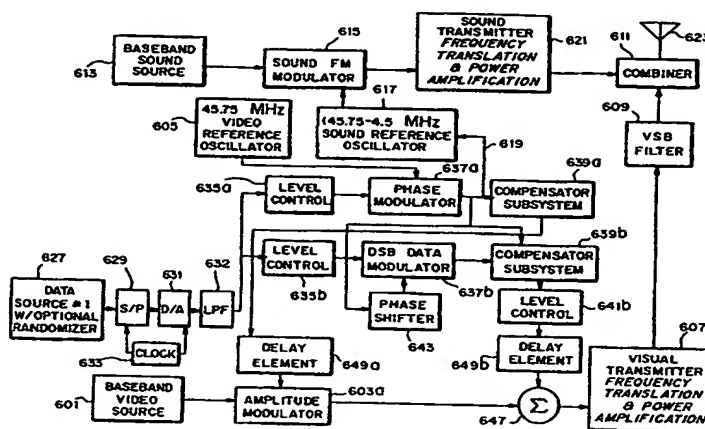 BASEBAND
SOUND SOURCE
613
615
SOUND FM
MODULATOR
SOUND
TRANSMITTER
FREQUENCY
TRANSLATION
& POWER
AMPLIFICATION
621
611
623
COMBINER
617
45.75 MHz
VIDEO
REFERENCE
OSCILLATOR
605
(45.75-4.5 MHz
SOUND REFERENCE
OSCILLATOR
619
609
VSB
FILTER
635a
LEVEL
CONTROL
637a
PHASE
MODULATOR
639a
COMPENSATOR
SUBSYSTEM
627
DATA
SOURCE #1
W/OPTIONAL
RANDOMIZER
629
S/P
631
D/A
632
LPF
633
CLOCK
LEVEL
CONTROL
635b
DSB DATA
MODULATOR
637b
639b
COMPENSATOR
SUBSYSTEM
PHASE
SHIFTER
643
LEVEL
CONTROL
641b
DELAY
ELEMENT
649a
DELAY
ELEMENT
649b
607
VISUAL
TRANSMITTER
FREQUENCY
TRANSLATION
& POWER
AMPLIFICATION
601
BASEBAND
VIDEO
SOURCE
603a
AMPLITUDE
MODULATOR
647
Σ